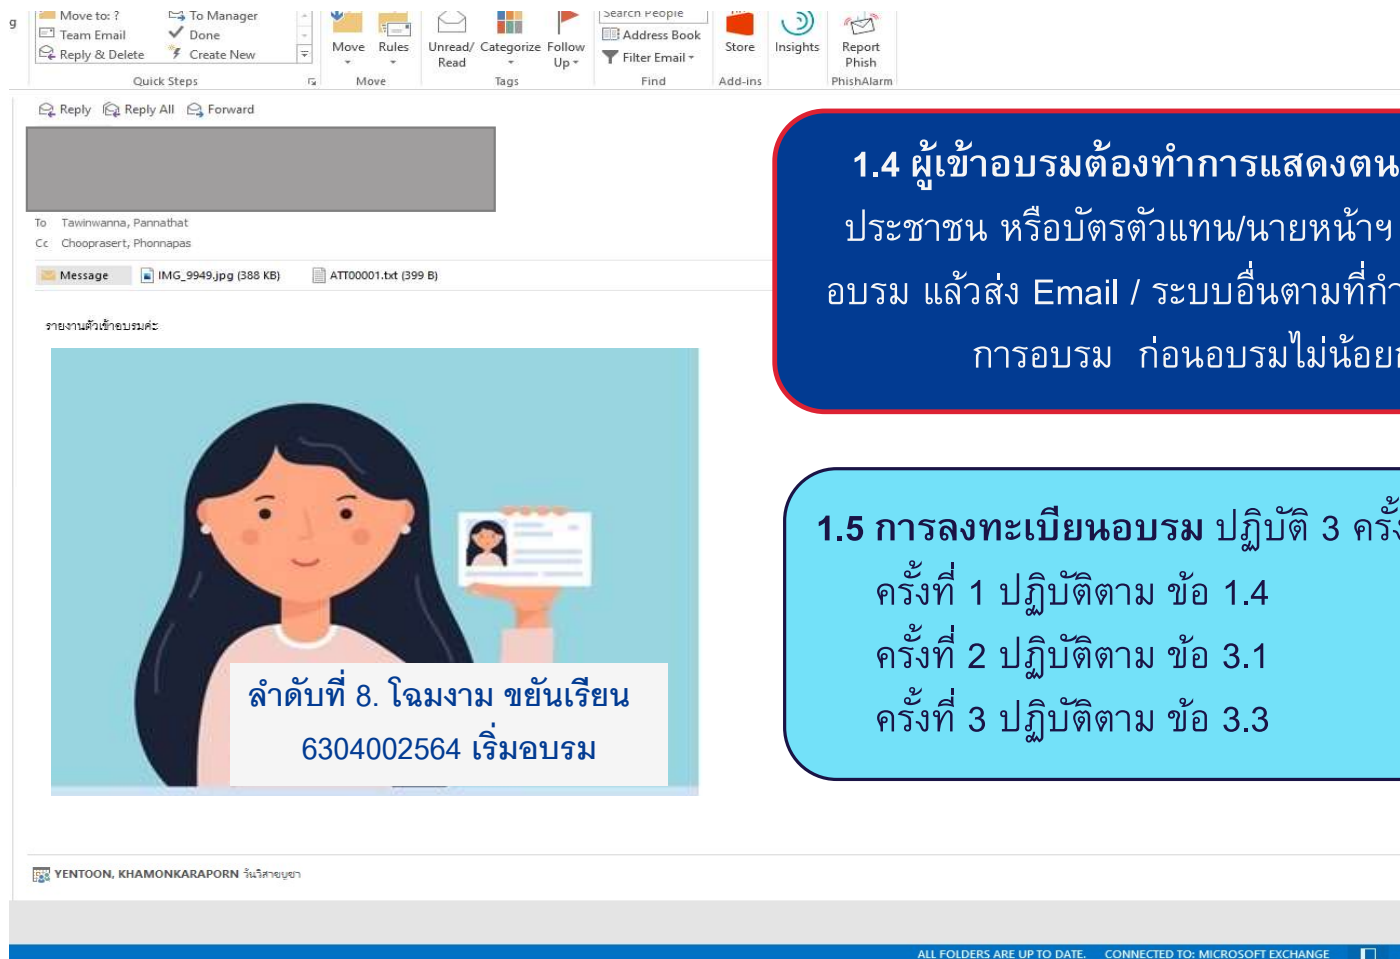 g
Move to: ?
To Manager
Team Email
Done
Reply & Delete
Create New
Quick Steps
Move
Rules
Move
Unread/ Read
Categorize
Follow Up
Tags
Search People
Address Book
Filter Email
Find
Store
Add-ins
Insights
Report Phish
PhishAlarm
Reply Reply All Forward
To Tawinwanna, Pannathat
Cc Chooprasert, Phonnapas
Message IMG_9949.jpg (388 KB) ATT00001.txt (399 B)
รายงานตัวเข้าอบรมค่ะ
ลำดับที่ 8. โฉมงาม ขยันเรียน
6304002564 เริ่มอบรม
1.4 ผู้เข้าอบรมต้องทำการแสดงตน
ประชาชน หรือบัตรตัวแทน/นายหน้าฯ
อบรม แล้วส่ง Email / ระบบอื่นตามที่กำ
การอบรม ก่อนอบรมไม่น้อย
1.5 การลงทะเบียนอบรม ปฏิบัติ 3 ครั้ง
ครั้งที่ 1 ปฏิบัติตาม ข้อ 1.4
ครั้งที่ 2 ปฏิบัติตาม ข้อ 3.1
ครั้งที่ 3 ปฏิบัติตาม ข้อ 3.3
YENTOON, KHAMONKARAPORN วันวิสาขบูชา
ALL FOLDERS ARE UP TO DATE. CONNECTED TO: MICROSOFT EXCHANGE